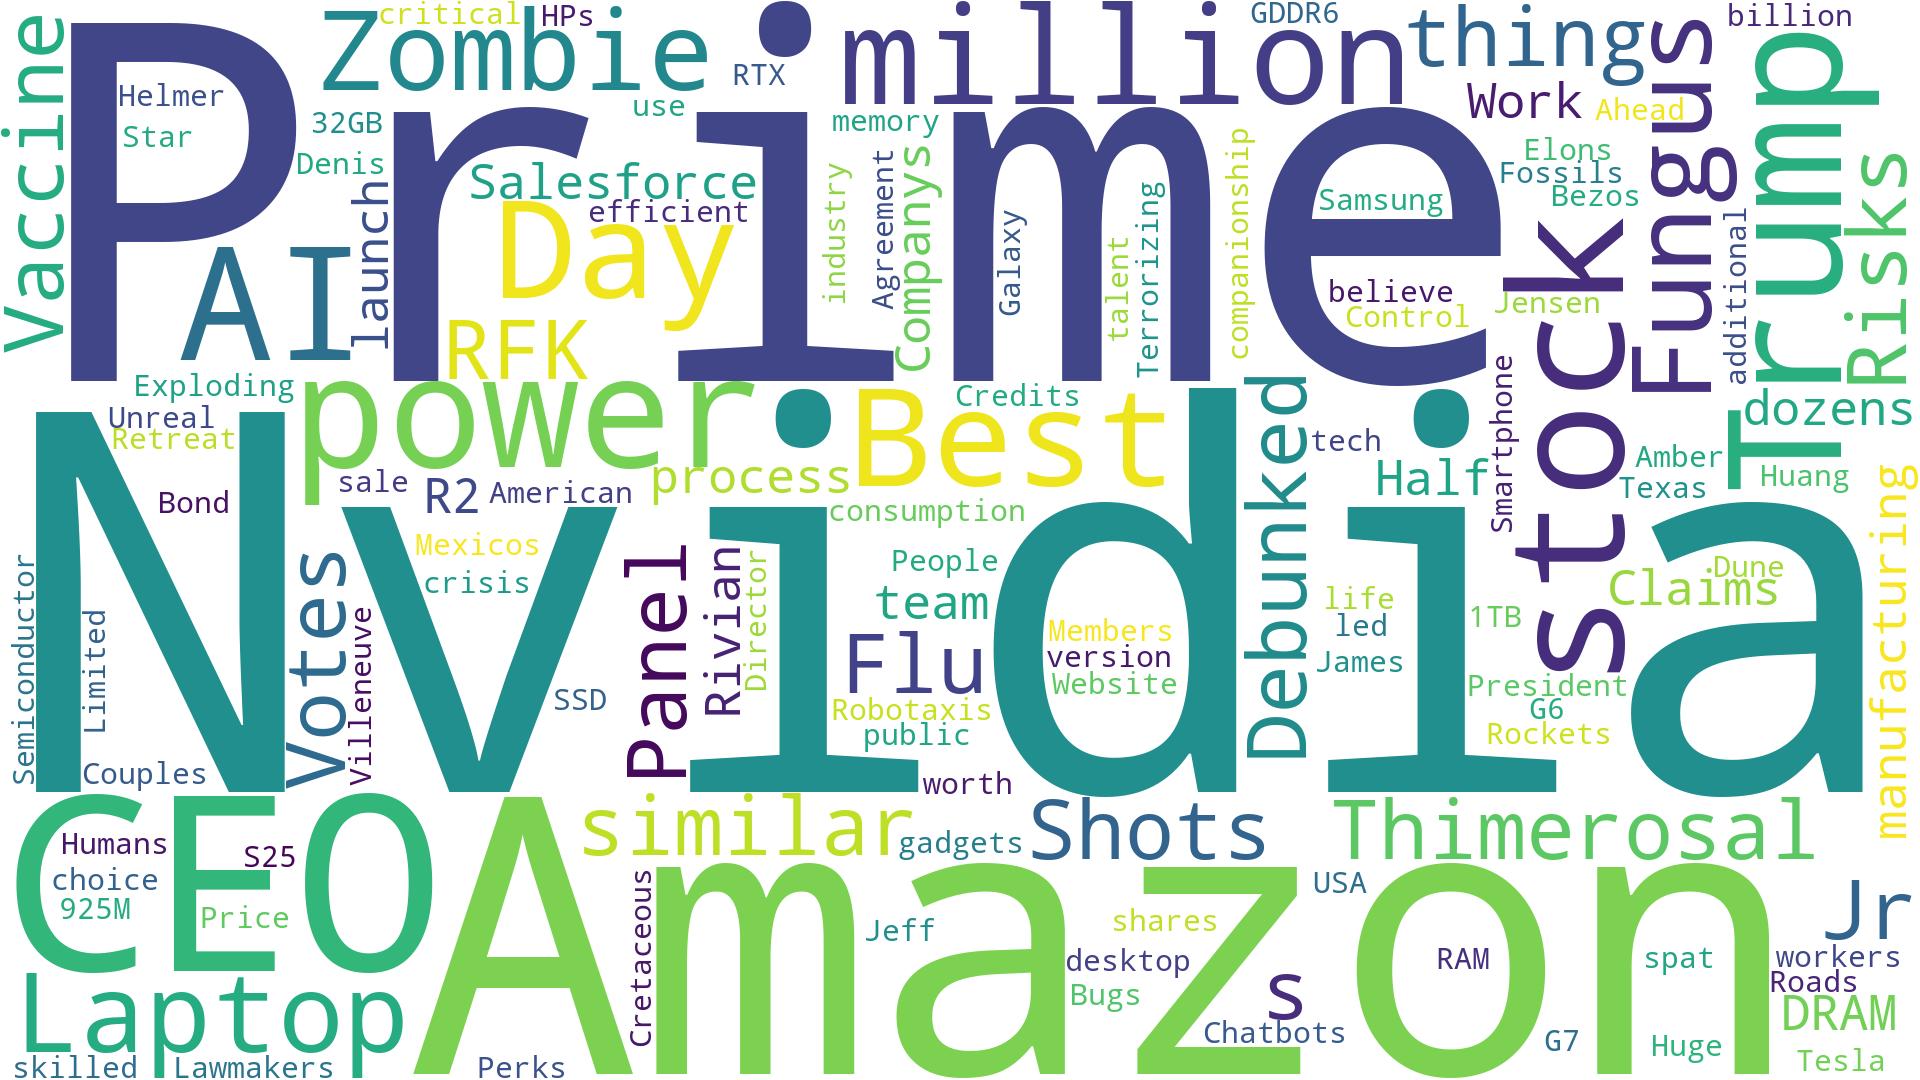 Prime
Nvidia
Amazon
CEO
stock
Trump
million
Zombie
thing
Fungus
Vaccine
AI
Day
RFK
power
Best
Laptop
Risks
Votes
Panel
Debunked
Flu
similar
Shots
Thimerosal
Jr
s
critical
HPs
GDDR6
billion
RTX
Helmer
Star
32GB
Denis
use
memory
Work
Ahead
launch
Salesforce
efficient
industry
Agreement
Companys
Galaxy
talent
Terrorizing
companionship
Samsung
Elons
Fossils
Bezos
believe
Control
Jensen
additional
Exploding
Unreal
Retreat
Credits
tech
Smartphone
dozens
Amber
Huang
Texas
Half
Bond
sale
R2
American
process
consumption
Mexicos
crisis
People
team
Rivian
Director
Members
version
Website
Robotaxis
public
life
led
James
1TB
Claims
Dune
President
G6
Rockets
manufacturing
Semiconductor
Limited
Villeneuve
SSD
Couples
worth
Humans
S25
choice
925M
Price
gadgets
USA
Cretaceous
Jeff
shares
desktop
Bugs
Chatbots
RAM
spat
workers
Roads
DRAM
G7
Huge
Tesla
skilled
Lawmakers
Perks